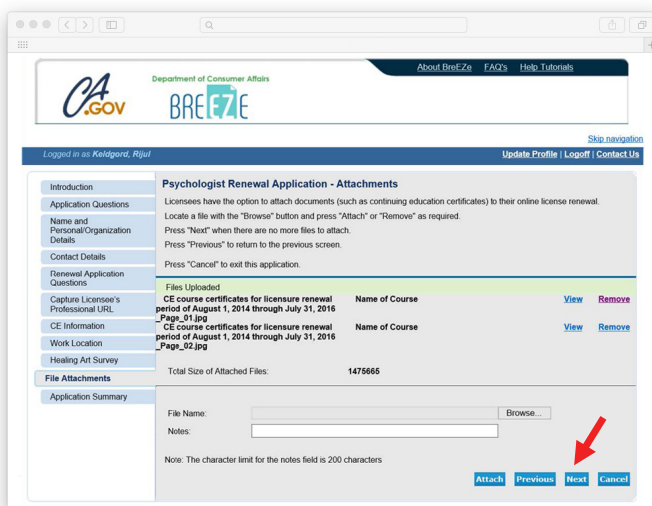 About BreEZe FAQ's Help Tutorials
CA
.GOV
Department of Consumer Affairs
BREEZE
Skip navigation
Logged in as Keldgord, Rijul
Update Profile | Logoff | Contact Us
Introduction
Application Questions
Name and
Personal/Organization
Details
Contact Details
Renewal Application
Questions
Capture Licensee's
Professional URL
CE Information
Work Location
Healing Art Survey
File Attachments
Application Summary
Psychologist Renewal Application - Attachments
Licensees have the option to attach documents (such as continuing education certificates) to their online license renewal.
Locate a file with the "Browse" button and press "Attach" or "Remove" as required.
Press "Next" when there are no more files to attach.
Press "Previous" to return to the previous screen.
Press "Cancel" to exit this application.
Files Uploaded
CE course certificates for licensure renewal Name of Course View Remove
period of August 1, 2014 through July 31, 2016
_Page_01.jpg
CE course certificates for licensure renewal Name of Course View Remove
period of August 1, 2014 through July 31, 2016
_Page_02.jpg
Total Size of Attached Files: 1475665
File Name: Browse...
Notes:
Note: The character limit for the notes field is 200 characters
Attach Previous Next Cancel